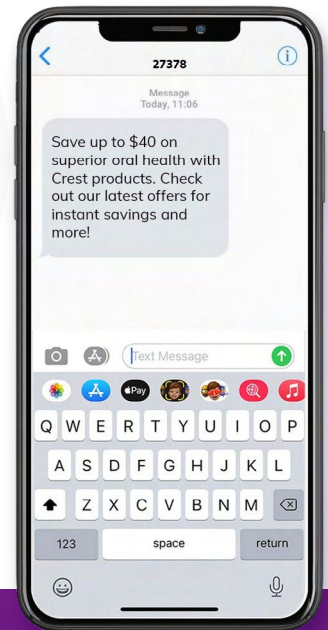 27378
Message
Today, 11:06
Save up to $40 on
superior oral health with
Crest products. Check
out our latest offers for
instant savings and
more!
Text Message
Pay
Q W E R T Y U I O P
A S D F G H J K L
Z X C V B N M
123 space return